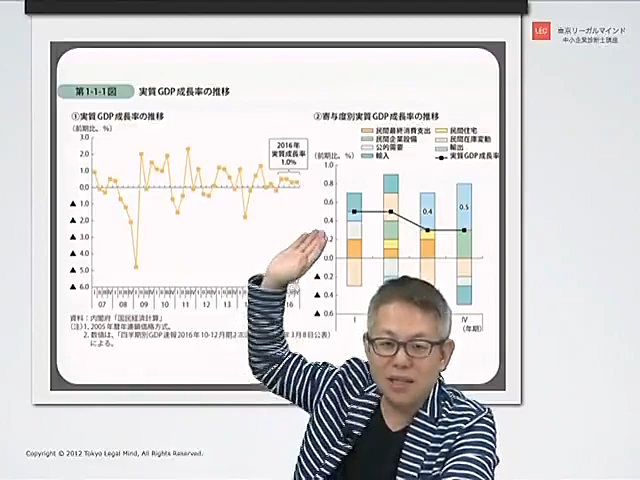 LEC 東京リーガルマインド
中小企業診断士講座
第1-1-1図 実質GDP成長率の推移
①実質GDP成長率の推移
(前期比、%)
3.0
2.0
1.0
0.0
▲ 1.0
▲ 2.0
▲ 3.0
▲ 4.0
▲ 5.0
▲ 6.0
2016年
実質成長率
1.0%
07 08 09 10 11 12 13 16
②寄与度別実質GDP成長率の推移
(前期比、%)
民間最終消費支出 民間住宅
民間企業設備 民間在庫変動
公的需要 輸出
輸入 実質GDP成長率
1.0
0.8
0.6
0.4
0.2
0.0
▲ 0.2
▲ 0.4
▲ 0.6
0.4
0.5
I IV
(年期)
資料：内閣府「国民経済計算」
(注) 1. 2005年暦年連鎖価格方式。
2. 数値は、「四半期別GDP速報2016年10-12月期2次 年3月8日公表)
による。
Copyright © 2012 Tokyo Legal Mind, All Rights Reserved.